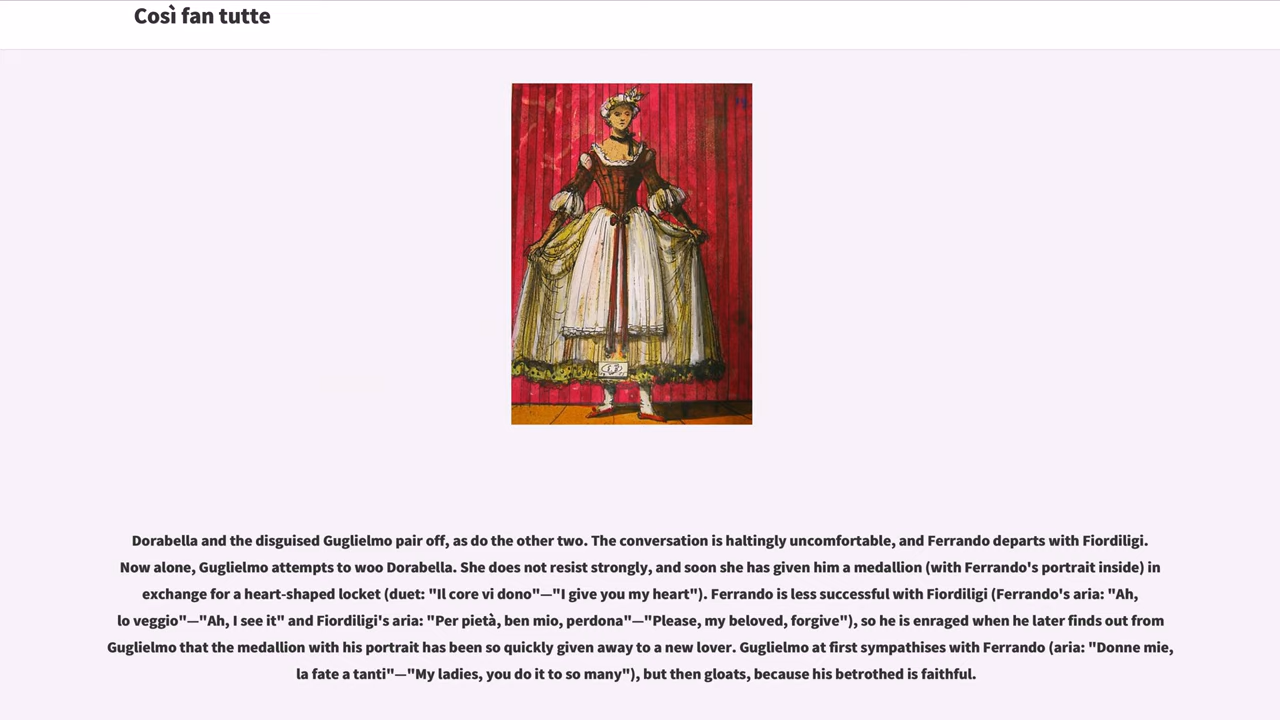 Così fan tutte
Dorabella and the disguised Guglielmo pair off, as do the other two. The conversation is haltingly uncomfortable, and Ferrando departs with Fiordiligi.
Now alone, Guglielmo attempts to woo Dorabella. She does not resist strongly, and soon she has given him a medallion (with Ferrando's portrait inside) in
exchange for a heart-shaped locket (duet: "Il core vi dono"—"I give you my heart"). Ferrando is less successful with Fiordiligi (Ferrando's aria: "Ah,
lo veggio"—"Ah, I see it" and Fiordiligi's aria: "Per pietà, ben mio, perdona"—"Please, my beloved, forgive"), so he is enraged when he later finds out from
Guglielmo that the medallion with his portrait has been so quickly given away to a new lover. Guglielmo at first sympathises with Ferrando (aria: "Donne mie,
la fate a tanti"—"My ladies, you do it to so many"), but then gloats, because his betrothed is faithful.